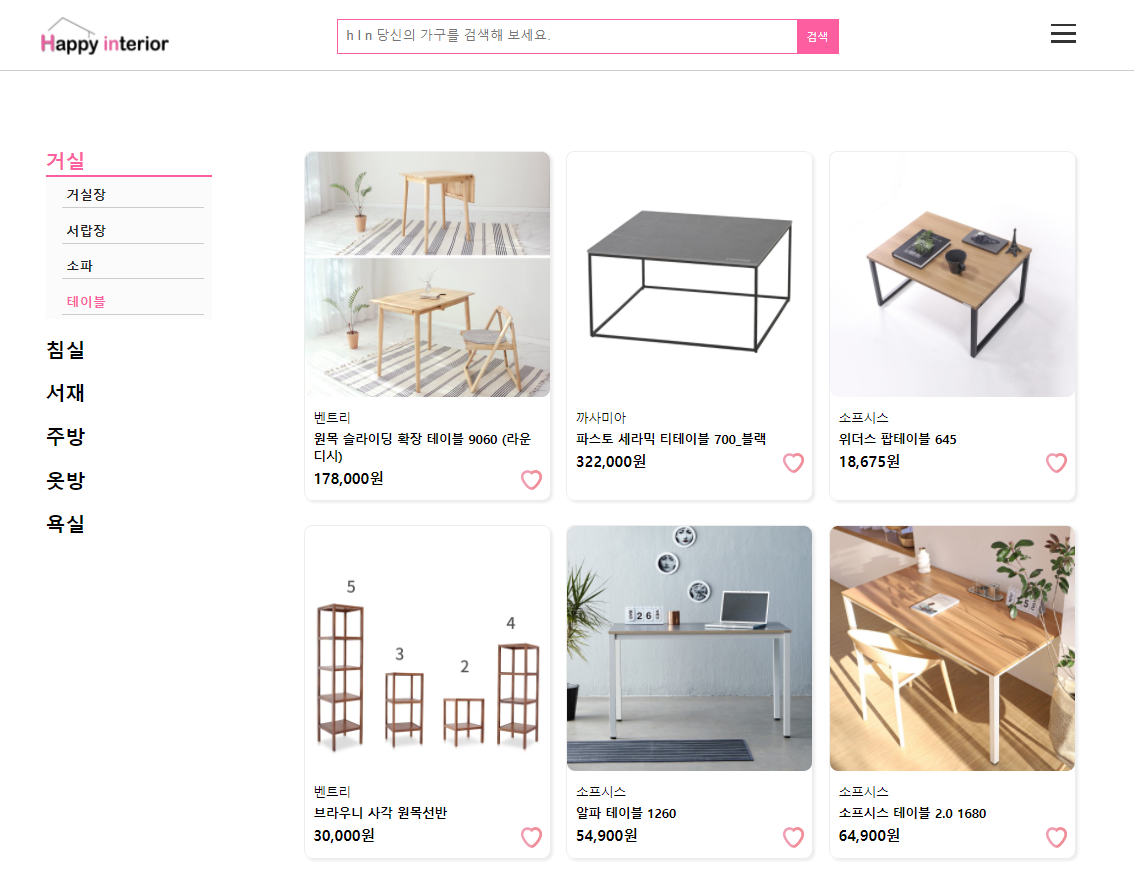 Happy interior
h I n 당신의 가구를 검색해 보세요.
검색
거실
거실장
서랍장
소파
테이블
침실
서재
주방
옷방
욕실
벤트리
원목 슬라이딩 확장 테이블 9060 (라운
디시)
178,000원
까사미아
파스토 세라믹 티테이블 700_블랙
322,000원
소프시스
위더스 팝테이블 645
18,675원
5
3
2
4
벤트리
브라우니 사각 원목선반
30,000원
26
소프시스
알파 테이블 1260
54,900원
소프시스
소프시스 테이블 2.0 1680
64,900원